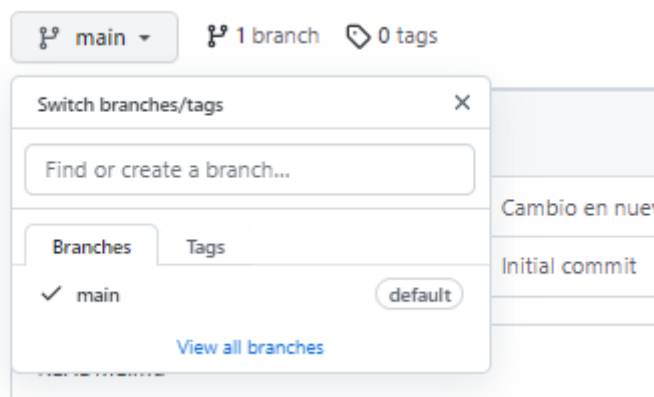 main 1 branch 0 tags
Switch branches/tags
Find or create a branch...
Cambio en
Branches Tags
Initial commit
main default
View all branches